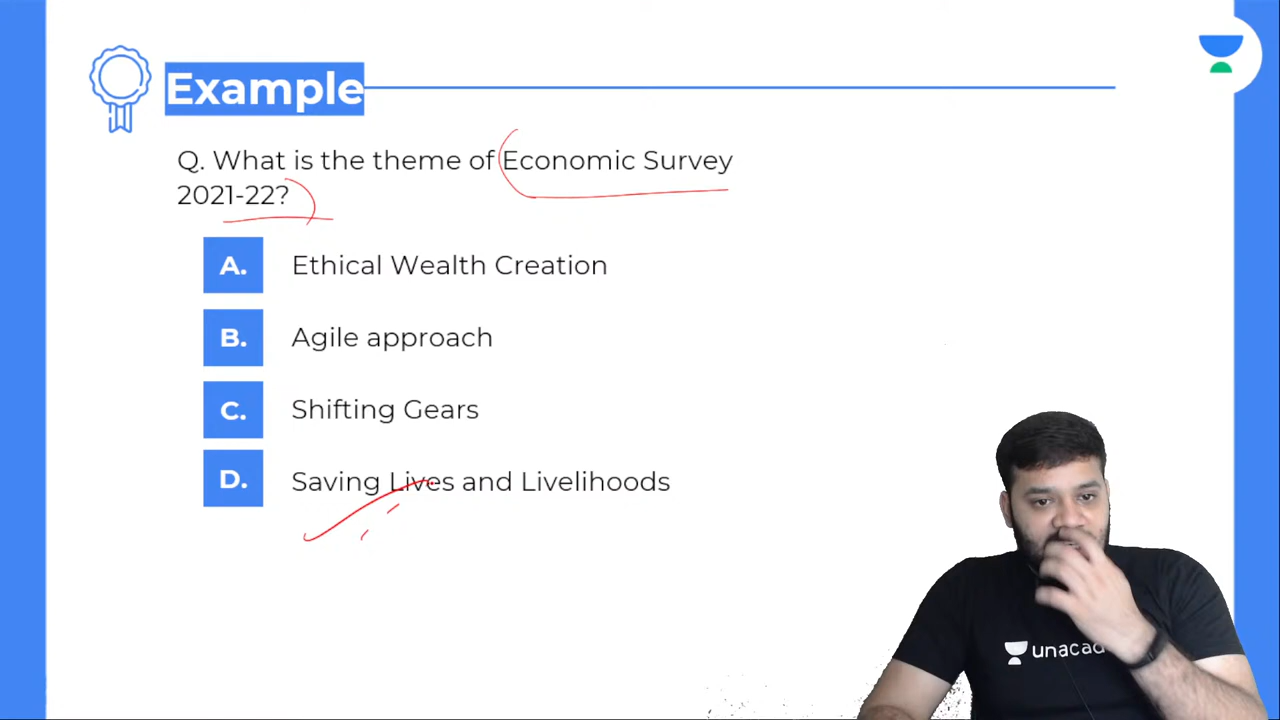 Example
Q. What is the theme of Economic Survey
2021-22?
A. Ethical Wealth Creation
B. Agile approach
C. Shifting Gears
D. Saving Lives and Livelihoods